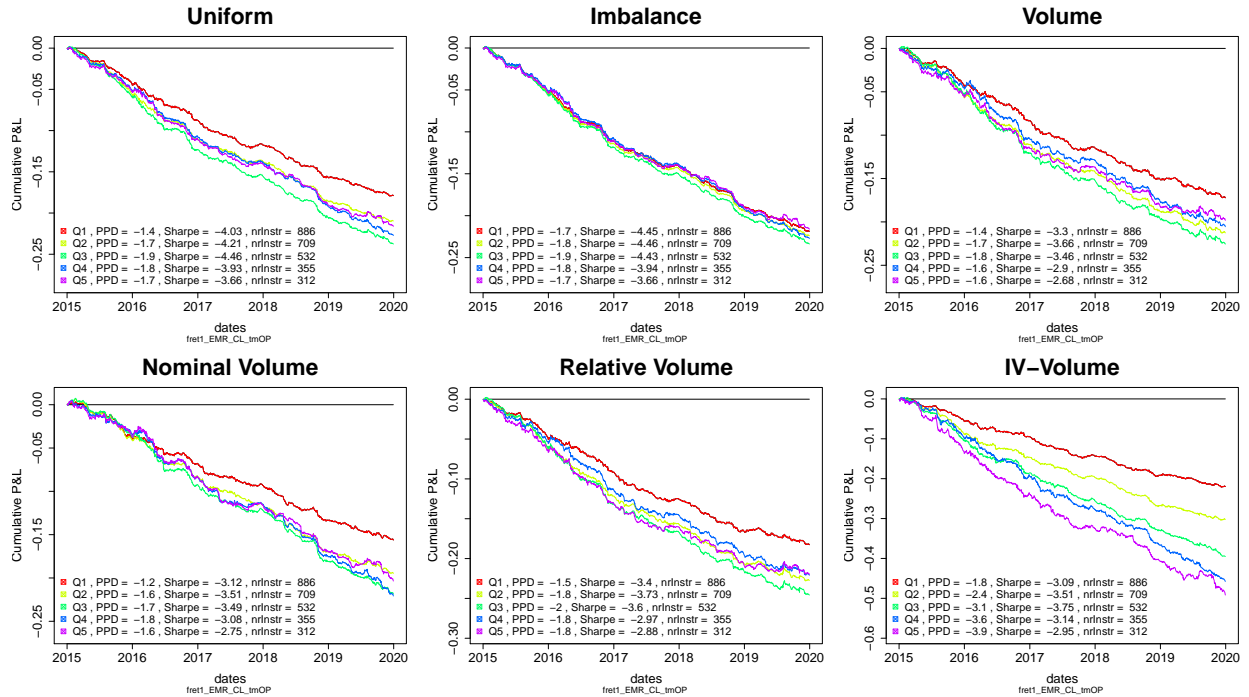 Uniform
Cumulative P&L
0.00
−0.05
−0.15
−0.25
Q1 , PPD = −1.4 , Sharpe = −4.03 , nrInstr = 886
Q2 , PPD = −1.7 , Sharpe = −4.21 , nrInstr = 709
Q3 , PPD = −1.9 , Sharpe = −4.46 , nrInstr = 532
Q4 , PPD = −1.8 , Sharpe = −3.93 , nrInstr = 355
Q5 , PPD = −1.7 , Sharpe = −3.66 , nrInstr = 312
2015 2016 2017 2018 2019 2020
dates
fret1_EMR_CL_tmOP
Imbalance
Cumulative P&L
0.00
−0.05
−0.15
−0.25
Q1 , PPD = −1.7 , Sharpe = −4.45 , nrInstr = 886
Q2 , PPD = −1.8 , Sharpe = −4.46 , nrInstr = 709
Q3 , PPD = −1.9 , Sharpe = −4.43 , nrInstr = 532
Q4 , PPD = −1.8 , Sharpe = −3.94 , nrInstr = 355
Q5 , PPD = −1.7 , Sharpe = −3.66 , nrInstr = 312
2015 2016 2017 2018 2019 2020
dates
fret1_EMR_CL_tmOP
Volume
Cumulative P&L
0.00
−0.05
−0.15
−0.25
Q1 , PPD = −1.4 , Sharpe = −3.3 , nrInstr = 886
Q2 , PPD = −1.7 , Sharpe = −3.66 , nrInstr = 709
Q3 , PPD = −1.8 , Sharpe = −3.46 , nrInstr = 532
Q4 , PPD = −1.6 , Sharpe = −2.9 , nrInstr = 355
Q5 , PPD = −1.6 , Sharpe = −2.68 , nrInstr = 312
2015 2016 2017 2018 2019 2020
dates
fret1_EMR_CL_tmOP
Nominal Volume
Cumulative P&L
0.00
−0.05
−0.15
−0.25
Q1 , PPD = −1.2 , Sharpe = −3.12 , nrInstr = 886
Q2 , PPD = −1.6 , Sharpe = −3.51 , nrInstr = 709
Q3 , PPD = −1.7 , Sharpe = −3.49 , nrInstr = 532
Q4 , PPD = −1.8 , Sharpe = −3.08 , nrInstr = 355
Q5 , PPD = −1.6 , Sharpe = −2.75 , nrInstr = 312
2015 2016 2017 2018 2019 2020
dates
fret1_EMR_CL_tmOP
Relative Volume
Cumulative P&L
0.00
−0.10
−0.20
−0.30
Q1 , PPD = −1.5 , Sharpe = −3.4 , nrInstr = 886
Q2 , PPD = −1.8 , Sharpe = −3.73 , nrInstr = 709
Q3 , PPD = −2 , Sharpe = −3.6 , nrInstr = 532
Q4 , PPD = −1.8 , Sharpe = −2.97 , nrInstr = 355
Q5 , PPD = −1.8 , Sharpe = −2.88 , nrInstr = 312
2015 2016 2017 2018 2019 2020
dates
fret1_EMR_CL_tmOP
IV−Volume
Cumulative P&L
0.0
−0.1
−0.2
−0.3
−0.4
−0.5
−0.6
Q1 , PPD = −1.8 , Sharpe = −3.09 , nrInstr = 886
Q2 , PPD = −2.4 , Sharpe = −3.51 , nrInstr = 709
Q3 , PPD = −3.1 , Sharpe = −3.75 , nrInstr = 532
Q4 , PPD = −3.6 , Sharpe = −3.14 , nrInstr = 355
Q5 , PPD = −3.9 , Sharpe = −2.95 , nrInstr = 312
2015 2016 2017 2018 2019 2020
dates
fret1_EMR_CL_tmOP